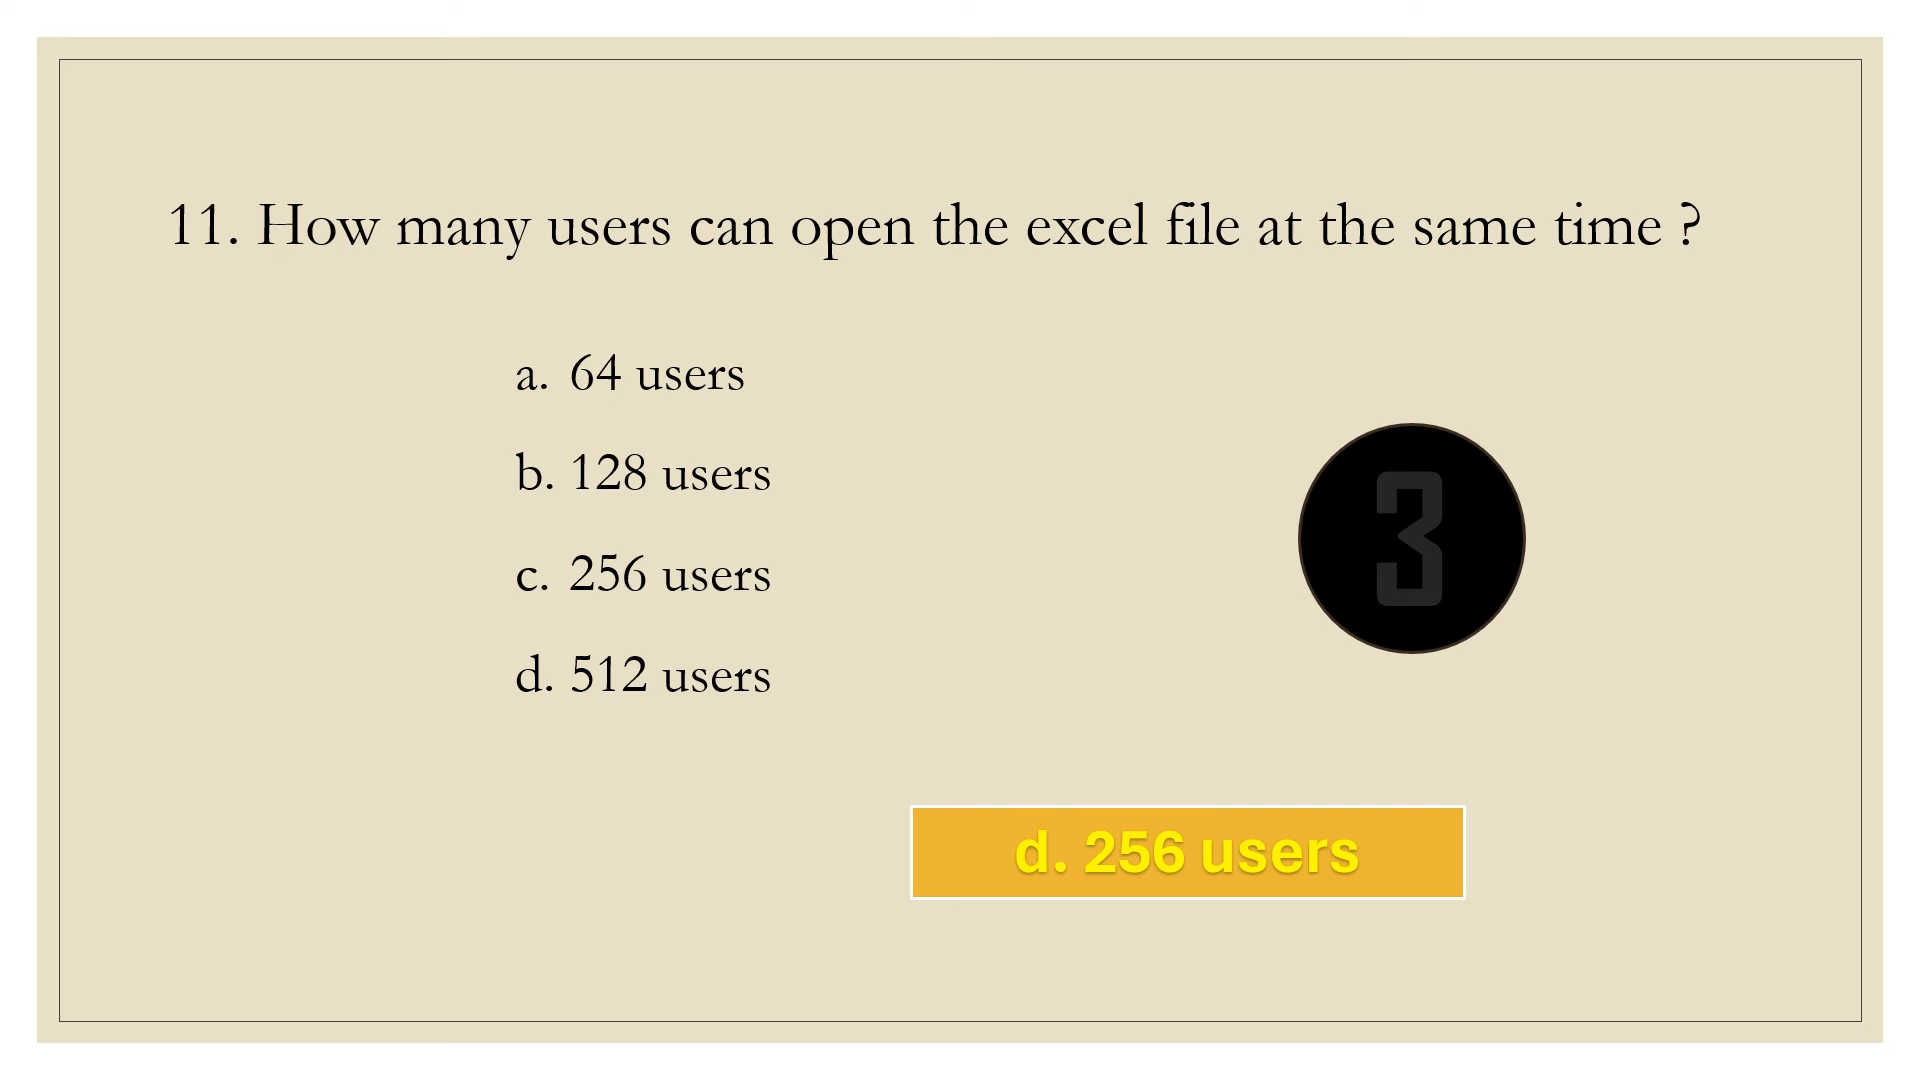 11. How many users can open the excel file at the same time ?
a. 64 users
b. 128 users
c. 256 users
d. 512 users
3
d. 256 users